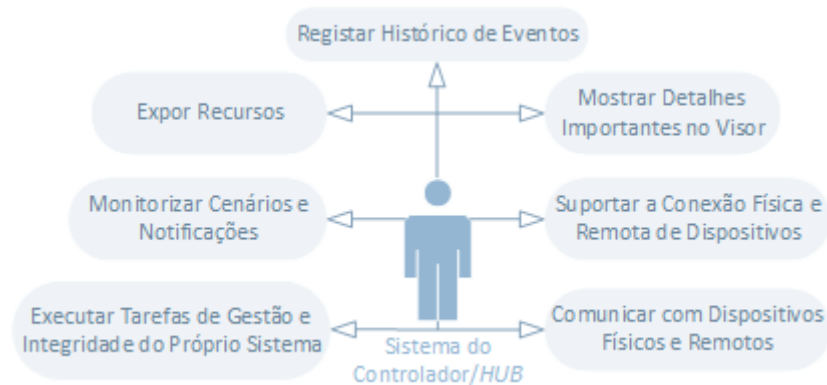 Registar Histórico de Eventos
Expor Recursos
Mostrar Detalhes
Importantes no Visor
Monitorizar Cenários e
Notificações
Suportar a Conexão Física e
Remota de Dispositivos
Executar Tarefas de Gestão e
Integridade do Próprio Sistema
Comunicar com Dispositivos
Físicos e Remotos
Sistema do
Controlador/HUB